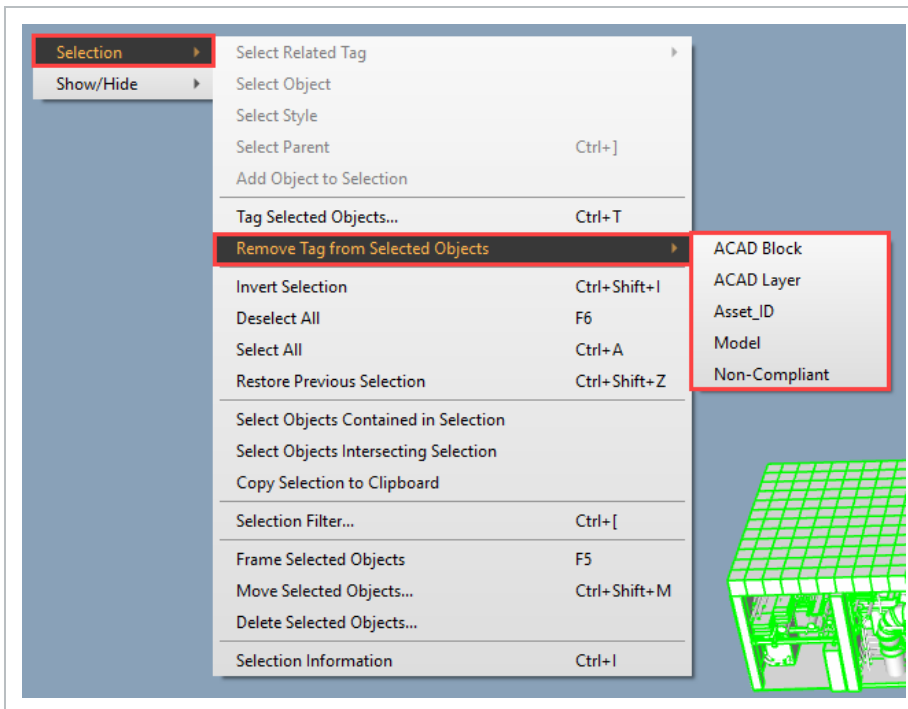 Selection
Show/Hide
Select Related Tag
Select Object
Select Style
Select Parent Ctrl+]
Add Object to Selection
Tag Selected Objects... Ctrl+T
Remove Tag from Selected Objects
Invert Selection Ctrl+Shift+I
Deselect All F6
Select All Ctrl+A
Restore Previous Selection Ctrl+Shift+Z
Select Objects Contained in Selection
Select Objects Intersecting Selection
Copy Selection to Clipboard
Selection Filter... Ctrl+[
Frame Selected Objects F5
Move Selected Objects... Ctrl+Shift+M
Delete Selected Objects...
Selection Information Ctrl+I
ACAD Block
ACAD Layer
Asset_ID
Model
Non-Compliant